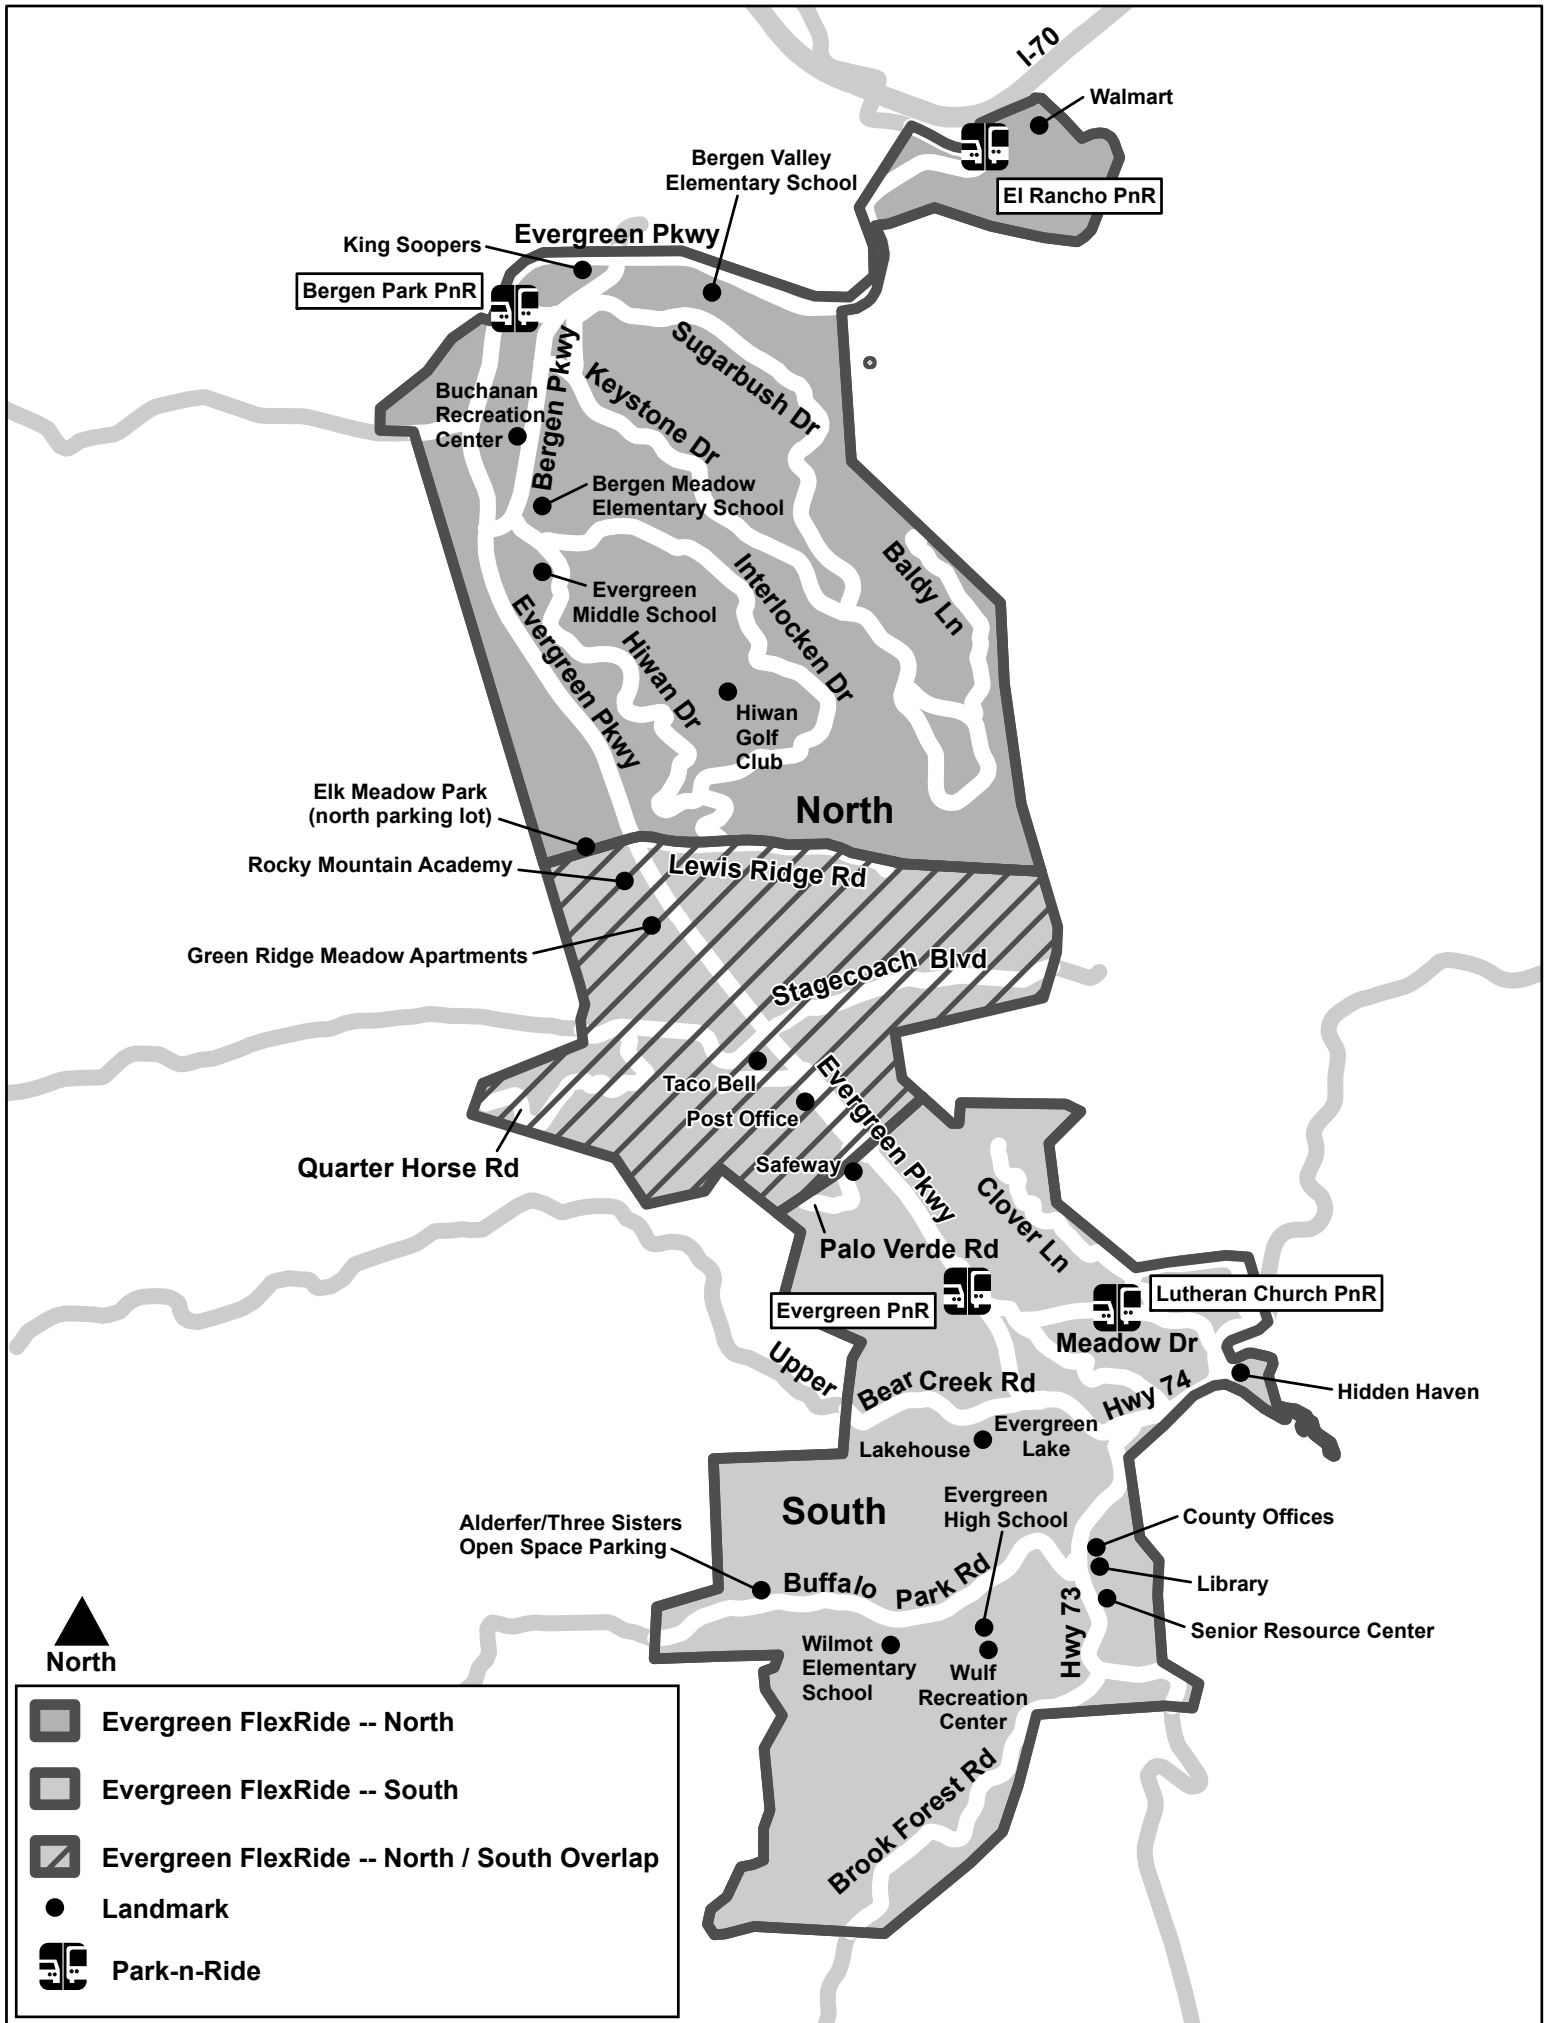 I-70
Walmart
Bergen Valley
Elementary School
El Rancho PnR
Evergreen Pkwy
King Soopers
Bergen Park PnR
Sugarbush Dr
Bergen Pkwy
Keystone Dr
Buchanan
Recreation
Center
Bergen Meadow
Elementary School
Baldy Ln
Interlocken Dr
Evergreen
Middle School
Evergreen Pkwy
Hiwan Dr
Hiwan
Golf
Club
Elk Meadow Park
(north parking lot)
North
Rocky Mountain Academy
Lewis Ridge Rd
Green Ridge Meadow Apartments
Stagecoach Blvd
Taco Bell
Evergreen Pkwy
Post Office
Quarter Horse Rd
Safeway
Clover Ln
Palo Verde Rd
Lutheran Church PnR
Evergreen PnR
Meadow Dr
Upper
Bear Creek Rd
Hwy 74
Hidden Haven
Evergreen
Lake
Lakehouse
South
Evergreen
High School
County Offices
Alderfer/Three Sisters
Open Space Parking
Buffalo
Park Rd
Library
Hwy 73
Senior Resource Center
Wilmot
Elementary
School
Wulf
Recreation
Center
Brook Forest Rd
North
Evergreen FlexRide -- North
Evergreen FlexRide -- South
Evergreen FlexRide -- North / South Overlap
Landmark
Park-n-Ride